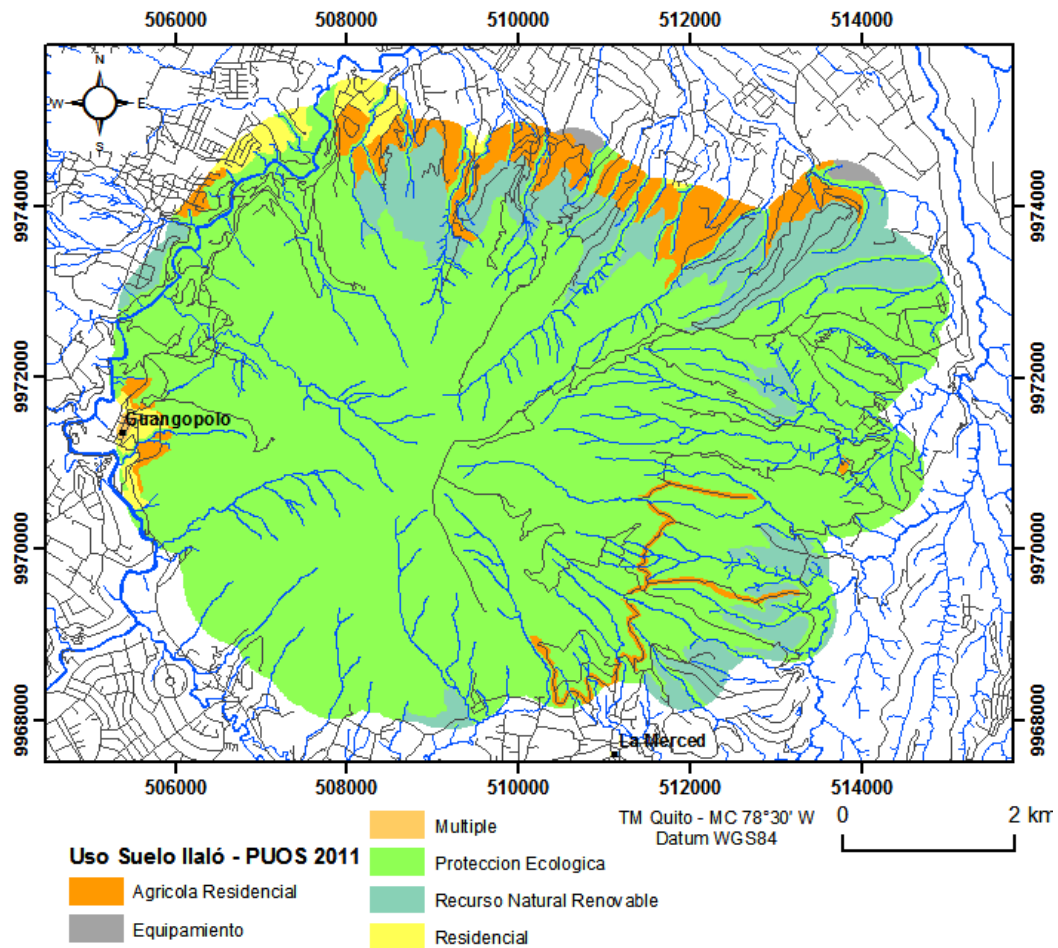 506000 508000 510000 512000 514000
N
W E
S
9974000 9974000
9972000 9972000
Guangopolo
9970000 9970000
9968000 9968000
La Merced
506000 508000 510000 512000 514000
TM Quito - MC 78°30' W
Datum WGS84
0 2 km
Uso Suelo Ilaló - PUOS 2011
Agricola Residencial
Equipamiento
Multiple
Proteccion Ecologica
Recurso Natural Renovable
Residencial